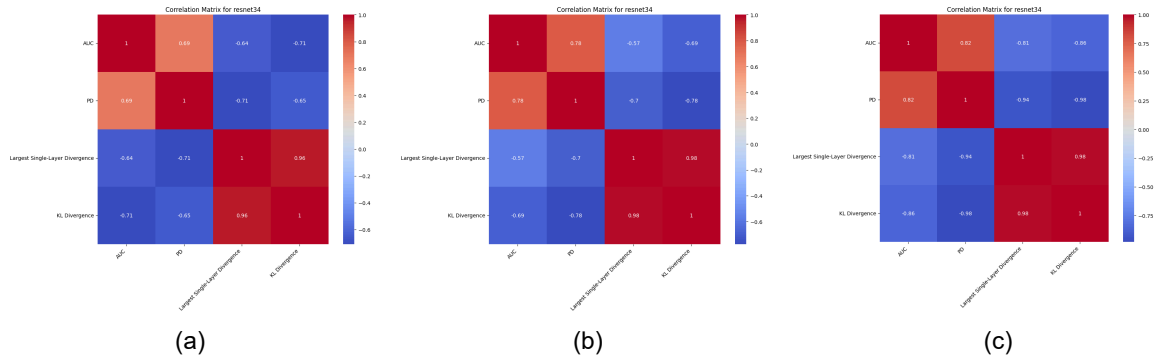 Correlation Matrix for resnet34
AUC
PD
Largest Single-Layer Divergence
KL Divergence
1 0.69 -0.64 -0.71
0.69 1 -0.71 -0.65
-0.64 -0.71 1 0.96
-0.71 -0.65 0.96 1
AUC
PD
Largest Single-Layer Divergence
KL Divergence
1.0
0.8
0.6
0.4
0.2
0.0
−0.2
−0.4
−0.6
(a)
Correlation Matrix for resnet34
AUC
PD
Largest Single-Layer Divergence
KL Divergence
1 0.78 -0.57 -0.69
0.78 1 -0.7 -0.78
-0.57 -0.7 1 0.98
-0.69 -0.78 0.98 1
AUC
PD
Largest Single-Layer Divergence
KL Divergence
1.0
0.8
0.6
0.4
0.2
0.0
−0.2
−0.4
−0.6
(b)
Correlation Matrix for resnet34
AUC
PD
Largest Single-Layer Divergence
KL Divergence
1 0.82 -0.81 -0.86
0.82 1 -0.94 -0.98
-0.81 -0.94 1 0.98
-0.86 -0.98 0.98 1
AUC
PD
Largest Single-Layer Divergence
KL Divergence
1.00
0.75
0.50
0.25
0.00
−0.25
−0.50
−0.75
(c)